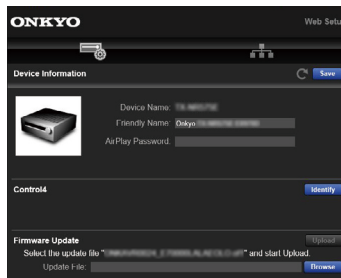 ONKYO
Web Setu
Device Information
Save
Device Name:
Friendly Name: Onkyo
AirPlay Password:
Control4
Identify
Firmware Update
Upload
Select the update file " " and start Upload.
Update File:
Browse